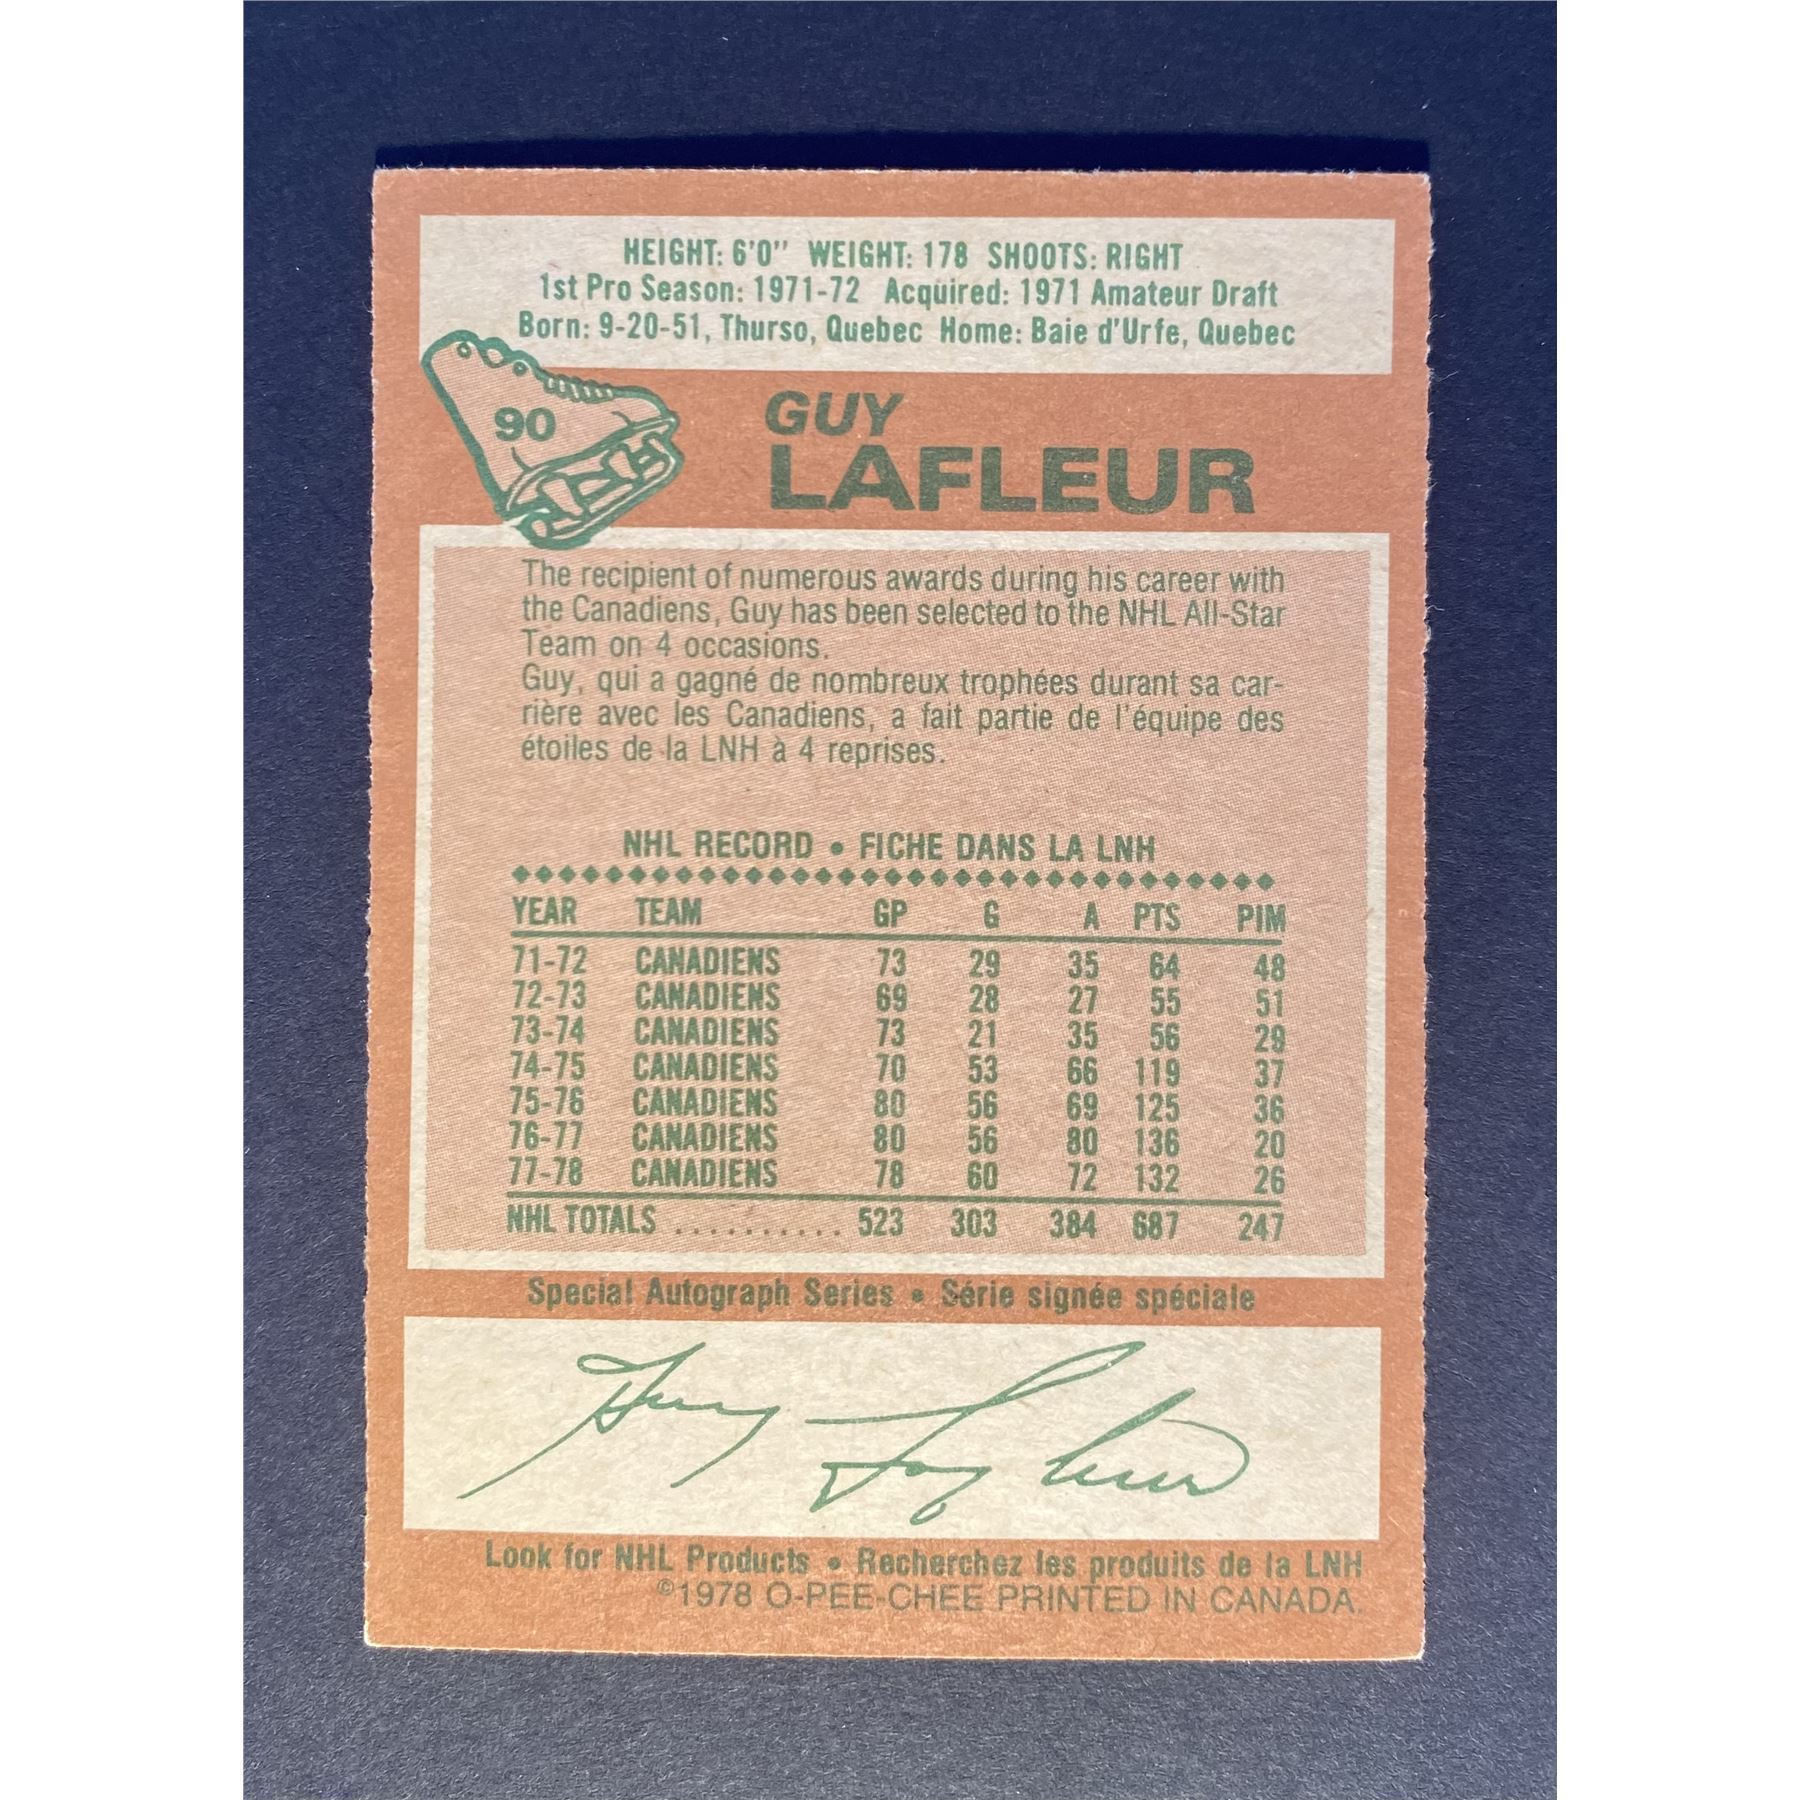 HEIGHT: 6'0" WEIGHT: 178 SHOOTS: RIGHT
1st Pro Season: 1971-72 Acquired: 1971 Amateur Draft
Born: 9-20-51, Thurso, Quebec Home: Baie d'Urfe, Quebec
90
GUY
LAFLEUR
The recipient of numerous awards during his career with
the Canadiens, Guy has been selected to the NHL All-Star
Team on 4 occasions.
Guy, qui a gagné de nombreux trophées durant sa car-
rière avec les Canadiens, a fait partie de l'équipe des
étoiles de la LNH à 4 reprises.
NHL RECORD • FICHE DANS LA LNH
YEAR TEAM GP G A PTS PIM
71-72 CANADIENS 73 29 35 64 48
72-73 CANADIENS 69 28 27 55 51
73-74 CANADIENS 73 21 35 56 29
74-75 CANADIENS 70 53 66 119 37
75-76 CANADIENS 80 56 69 125 36
76-77 CANADIENS 80 56 80 136 20
77-78 CANADIENS 78 60 72 132 26
NHL TOTALS .......... 523 303 384 687 247
Special Autograph Series • Série signée spéciale
Guy Lafleur
Look for NHL Products • Recherchez les produits de la LNH
©1978 O-PEE-CHEE PRINTED IN CANADA.